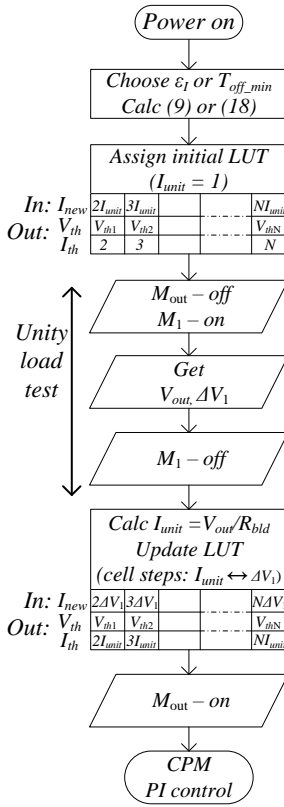 Power on
Choose ε_I or T_off_min
Calc (9) or (18)
Assign initial LUT
(I_unit = 1)
In: I_new 2I_unit 3I_unit NI_unit
Out: V_th V_th1 V_th2 V_thN
I_th 2 3 N
M_out – off
M_1 – on
Unity
load
test
Get
V_out, ΔV_1
M_1 – off
Calc I_unit =V_out/R_bld
Update LUT
(cell steps: I_unit ↔ ΔV_1)
In: I_new 2ΔV_1 3ΔV_1 NΔV_1
Out: V_th V_th1 V_th2 V_thN
I_th 2I_unit 3I_unit NI_unit
M_out – on
CPM
PI control